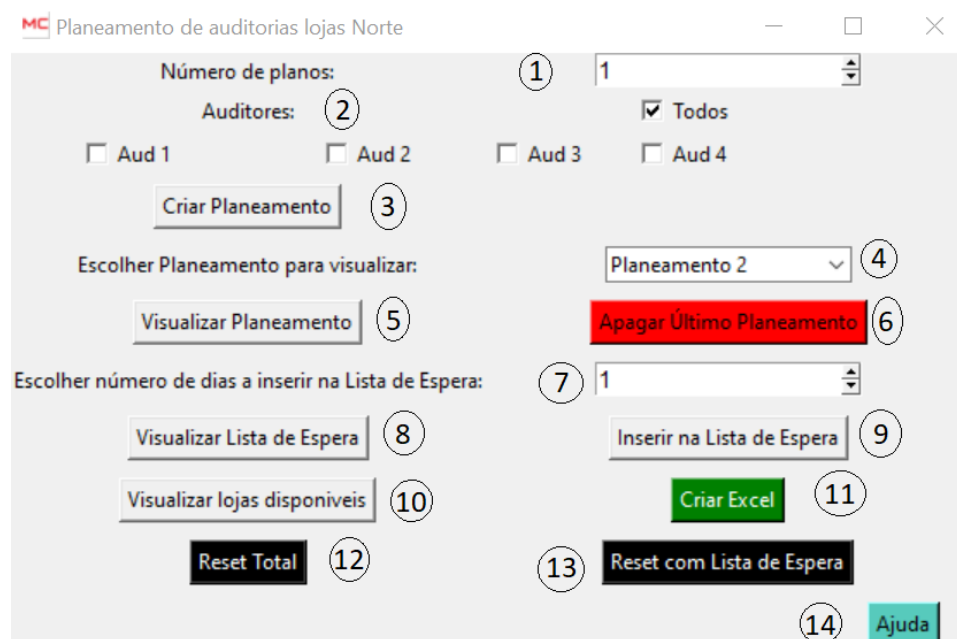 MC Planeamento de auditorias lojas Norte
Número de planos: 1 1
Auditores: 2 Todos
Aud 1 Aud 2 Aud 3 Aud 4
Criar Planeamento 3
Escolher Planeamento para visualizar: Planeamento 2 4
Visualizar Planeamento 5 Apagar Último Planeamento 6
Escolher número de dias a inserir na Lista de Espera: 7 1
Visualizar Lista de Espera 8 Inserir na Lista de Espera 9
Visualizar lojas disponiveis 10 Criar Excel 11
Reset Total 12 13 Reset com Lista de Espera
14 Ajuda